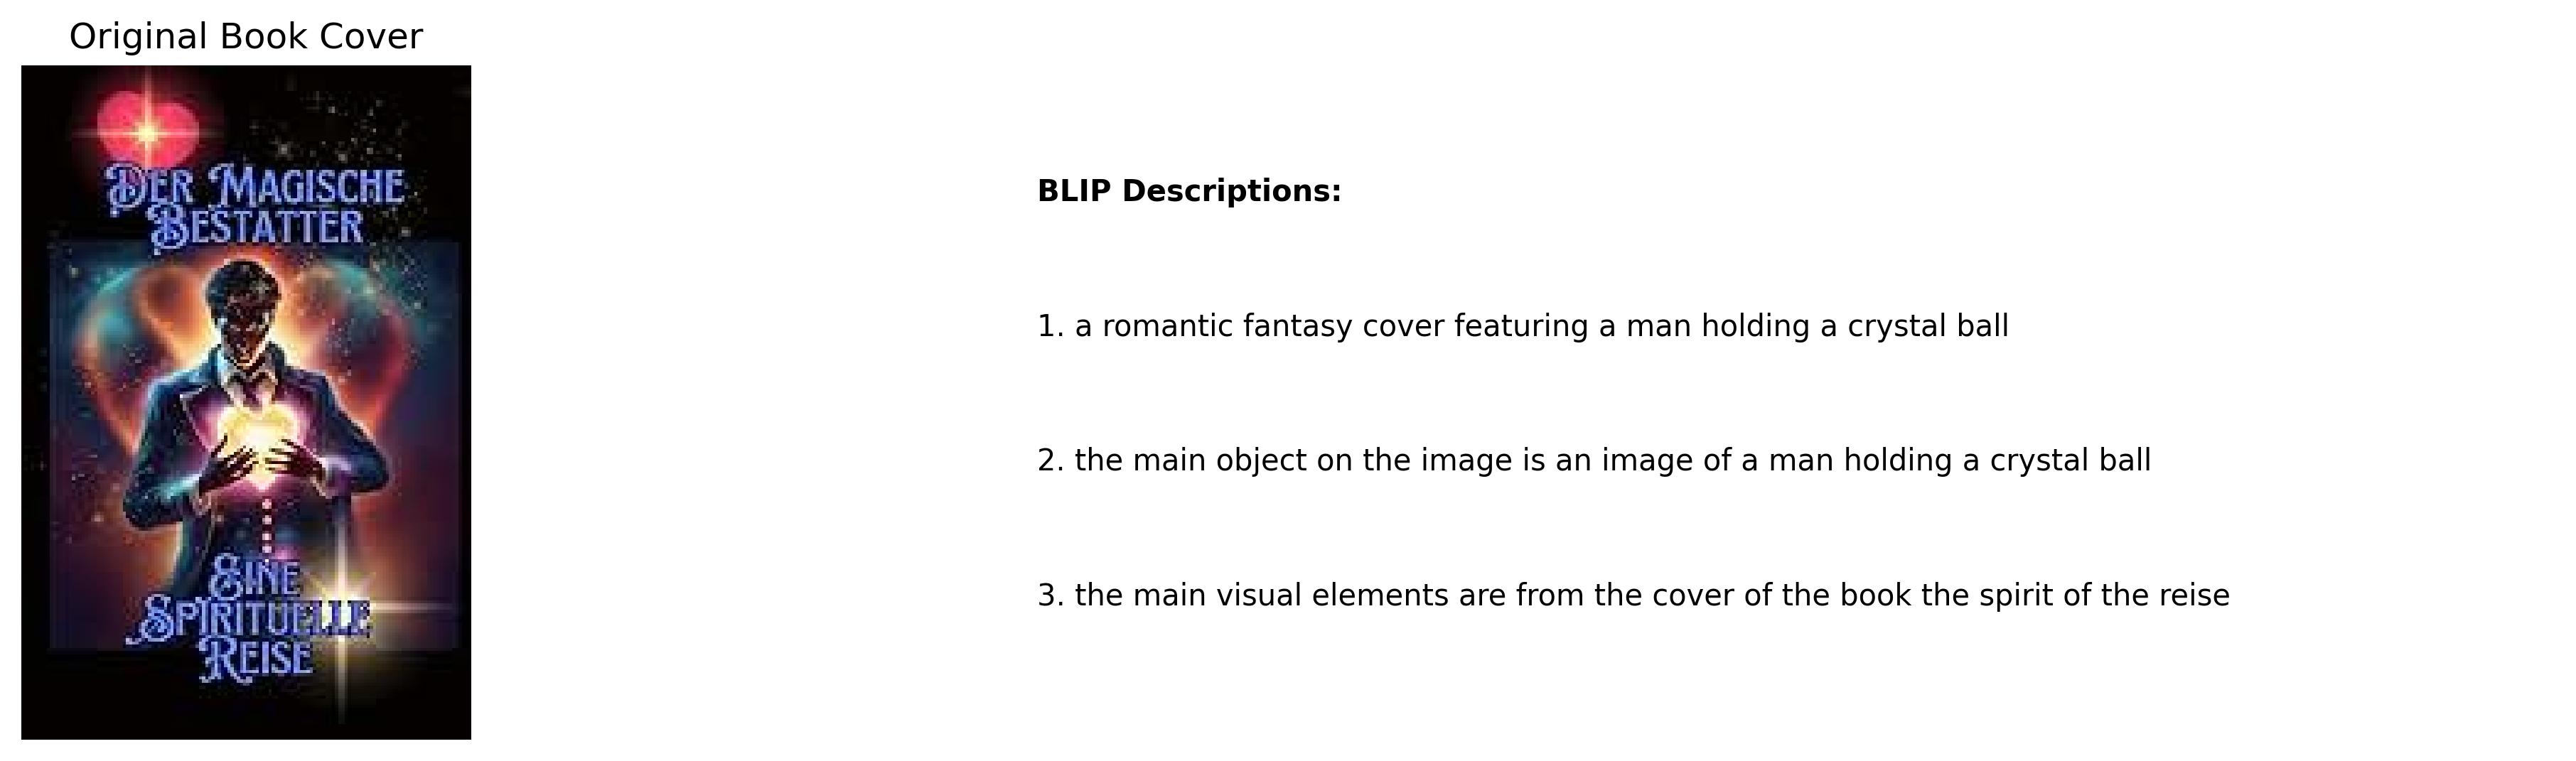 Original Book Cover
DER MAGISCHE
BESTATTER
EINE
SPIRITUELLE
REISE
BLIP Descriptions:
1. a romantic fantasy cover featuring a man holding a crystal ball
2. the main object on the image is an image of a man holding a crystal ball
3. the main visual elements are from the cover of the book the spirit of the reise